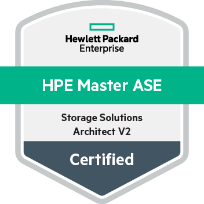 Hewlett Packard
Enterprise
HPE Master ASE
Storage Solutions
Architect V2
Certified